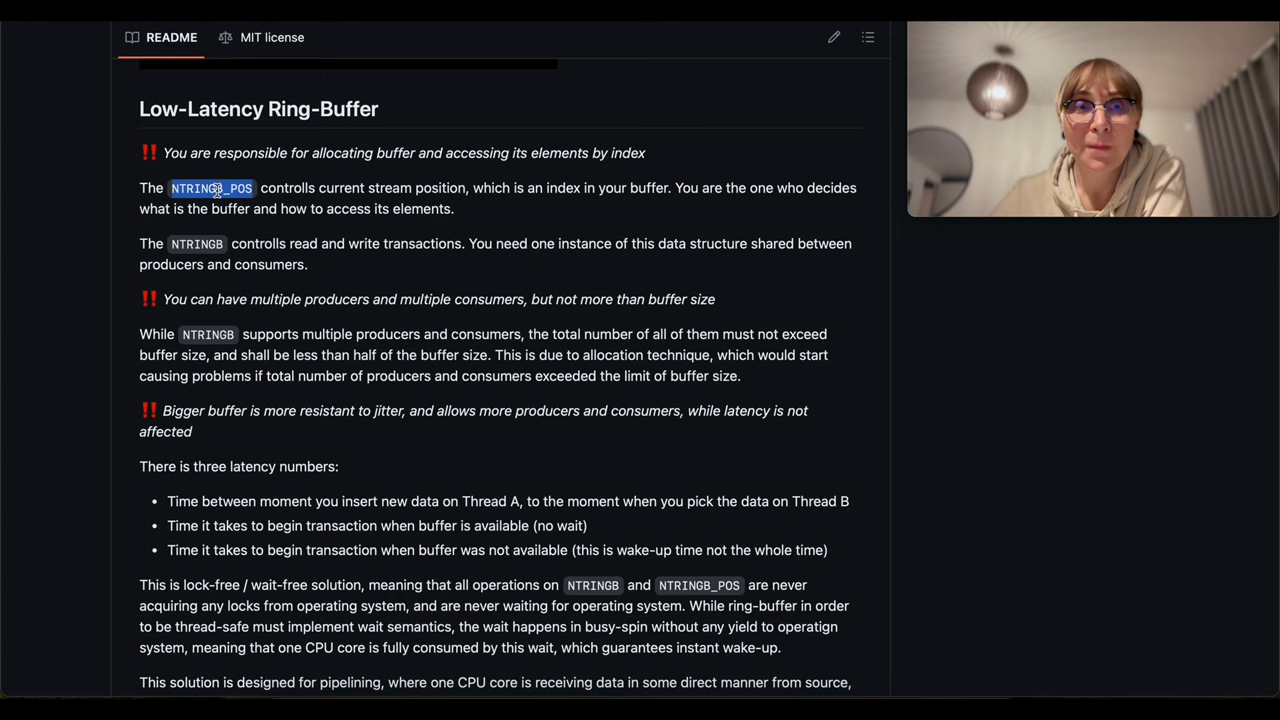 README
MIT license
Low-Latency Ring-Buffer
‼️ You are responsible for allocating buffer and accessing its elements by index
The NTRINGB_POS controlls current stream position, which is an index in your buffer. You are the one who decides
what is the buffer and how to access its elements.
The NTRINGB controlls read and write transactions. You need one instance of this data structure shared between
producers and consumers.
‼️ You can have multiple producers and multiple consumers, but not more than buffer size
While NTRINGB supports multiple producers and consumers, the total number of all of them must not exceed
buffer size, and shall be less than half of the buffer size. This is due to allocation technique, which would start
causing problems if total number of producers and consumers exceeded the limit of buffer size.
‼️ Bigger buffer is more resistant to jitter, and allows more producers and consumers, while latency is not
affected
There is three latency numbers:
• Time between moment you insert new data on Thread A, to the moment when you pick the data on Thread B
• Time it takes to begin transaction when buffer is available (no wait)
• Time it takes to begin transaction when buffer was not available (this is wake-up time not the whole time)
This is lock-free / wait-free solution, meaning that all operations on NTRINGB and NTRINGB_POS are never
acquiring any locks from operating system, and are never waiting for operating system. While ring-buffer in order
to be thread-safe must implement wait semantics, the wait happens in busy-spin without any yield to operatign
system, meaning that one CPU core is fully consumed by this wait, which guarantees instant wake-up.
This solution is designed for pipelining, where one CPU core is receiving data in some direct manner from source,